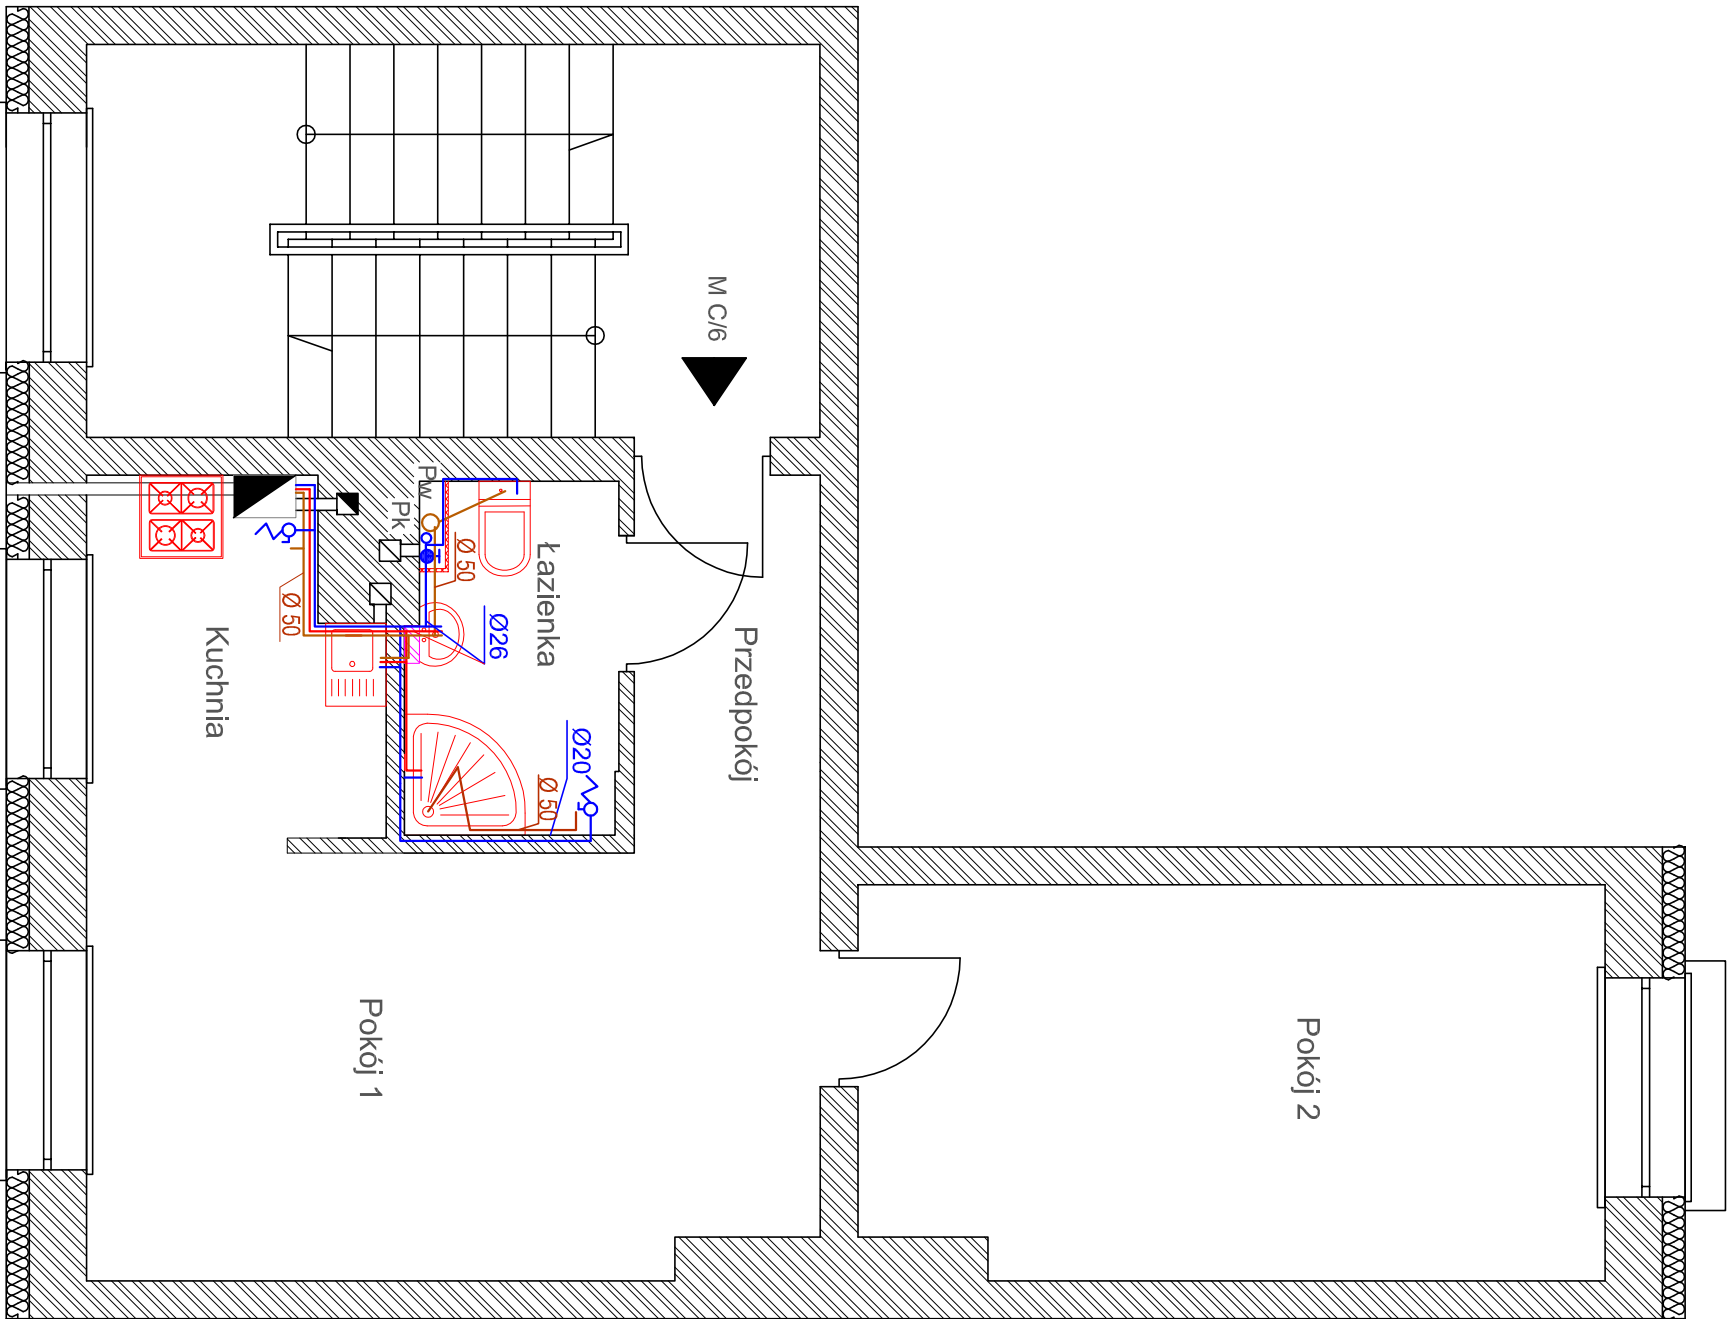 M C/6
Pw
Pk
Ø 50
Łazienka
Ø 50
Ø26
Kuchnia
Przedpokój
Ø20
Ø 50
Pokój 1
Pokój 2